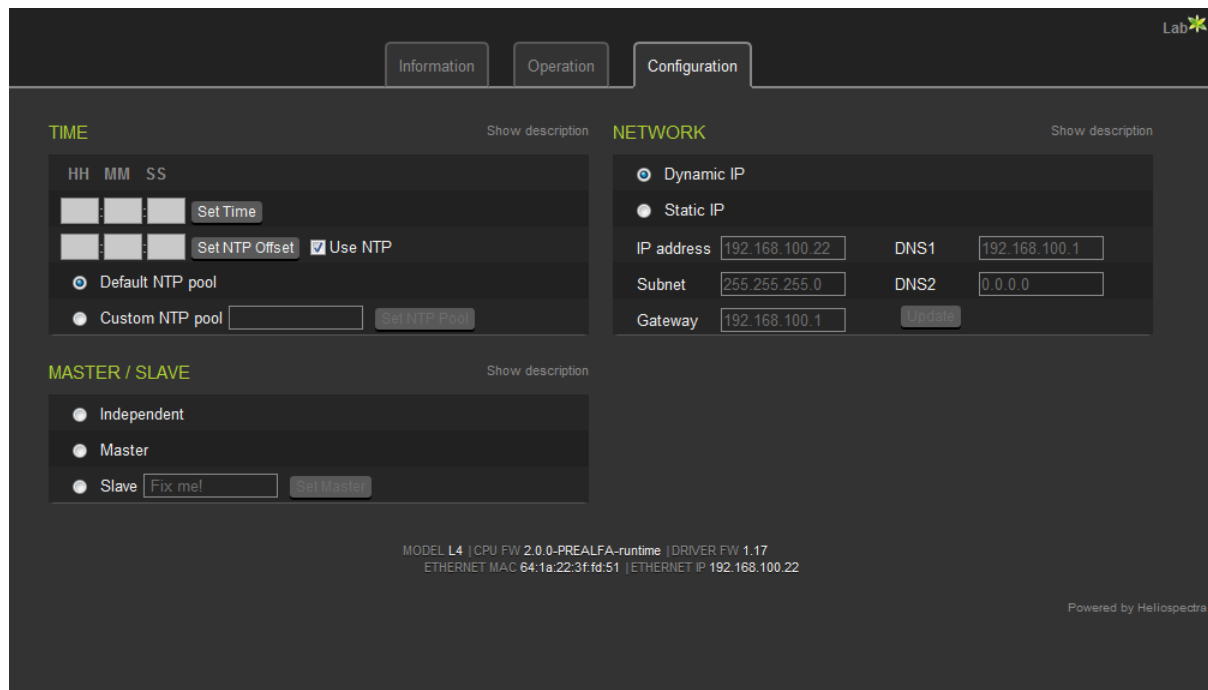 Lab
Information Operation Configuration
TIME Show description
HH MM SS
: : Set Time
: : Set NTP Offset Use NTP
Default NTP pool
Custom NTP pool Set NTP Pool
MASTER / SLAVE Show description
Independent
Master
Slave Fix me! Set Master
NETWORK Show description
Dynamic IP
Static IP
IP address 192.168.100.22 DNS1 192.168.100.1
Subnet 255.255.255.0 DNS2 0.0.0.0
Gateway 192.168.100.1 Update
MODEL L4 | CPU FW 2.0.0-PREALFA-runtime | DRIVER FW 1.17
ETHERNET MAC 64:1a:22:3f:fd:51 | ETHERNET IP 192.168.100.22
Powered by Heliospectra